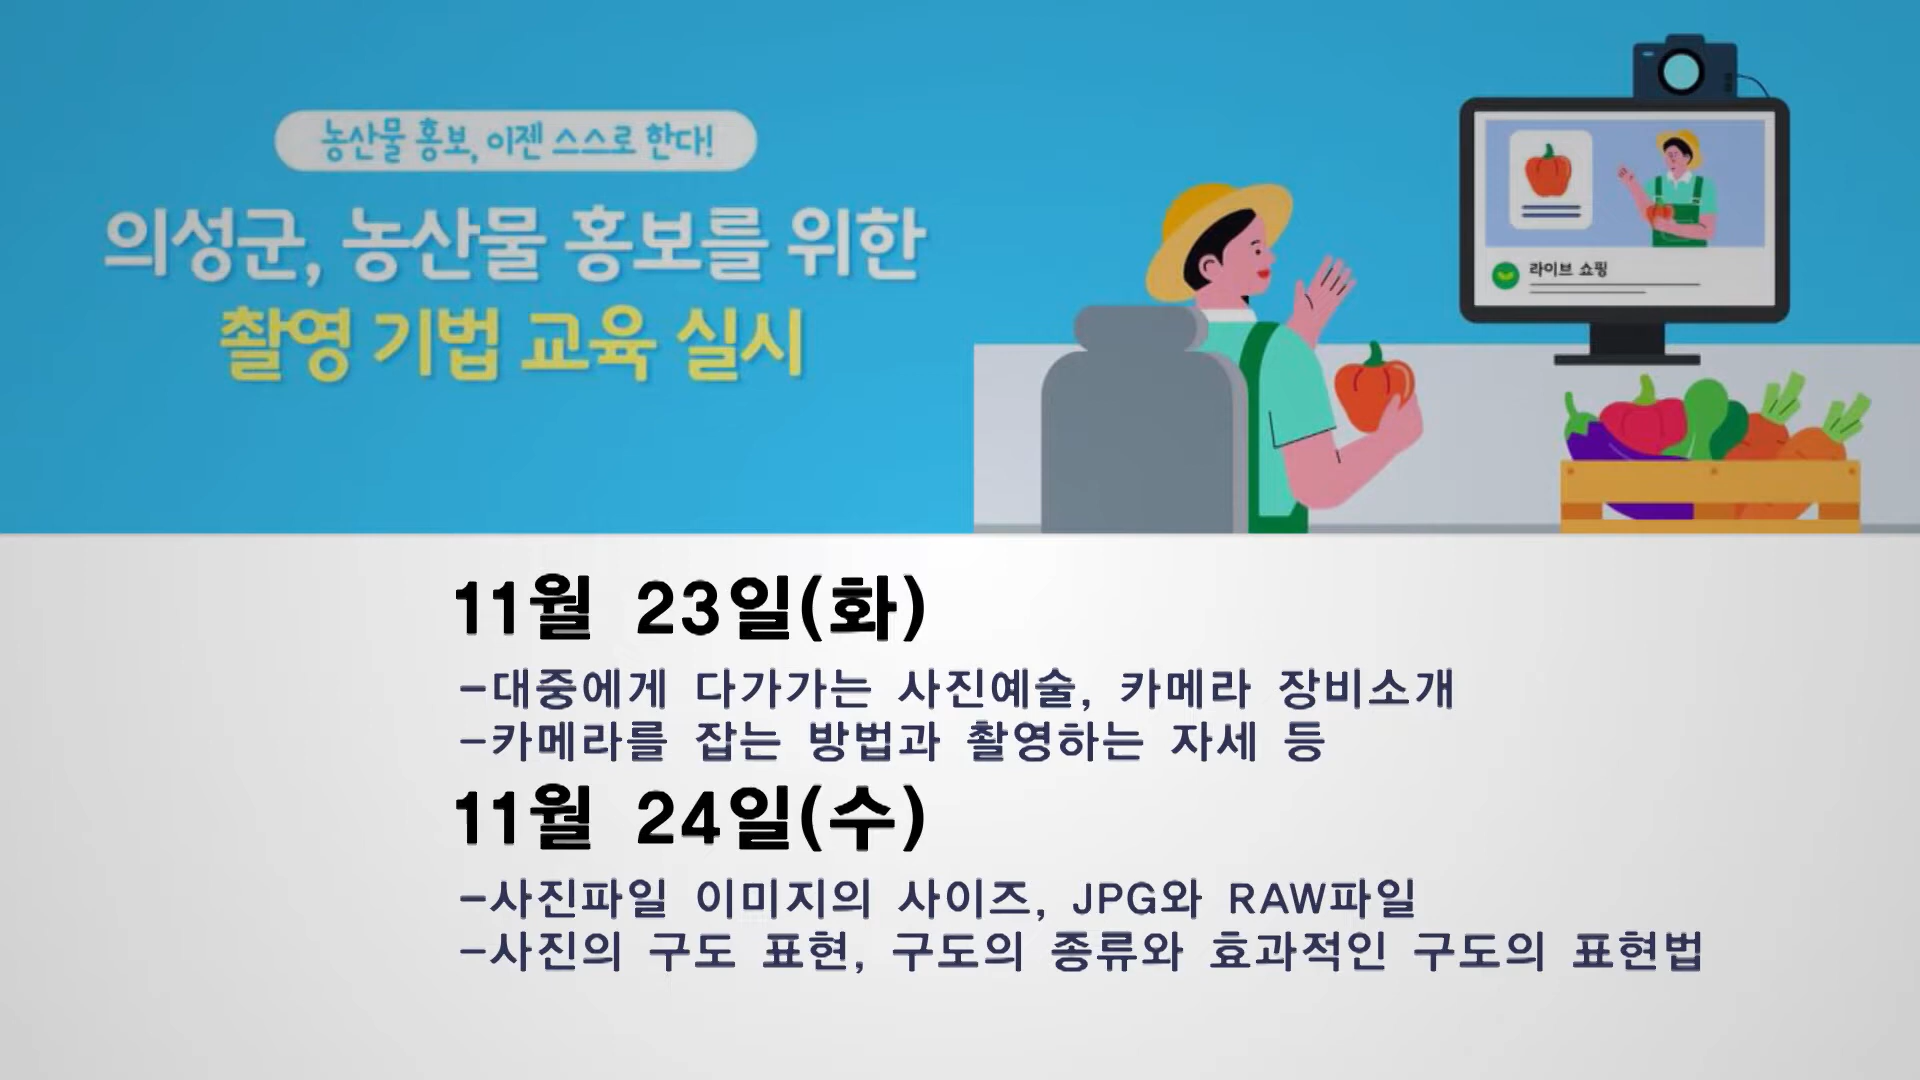 농산물 홍보, 이젠 스스로 한다!
의성군, 농산물 홍보를 위한
촬영 기법 교육 실시
라이브 쇼핑
11월 23일(화)
-대중에게 다가가는 사진예술, 카메라 장비소개
-카메라를 잡는 방법과 촬영하는 자세 등
11월 24일(수)
-사진파일 이미지의 사이즈, JPG와 RAW파일
-사진의 구도 표현, 구도의 종류와 효과적인 구도의 표현법